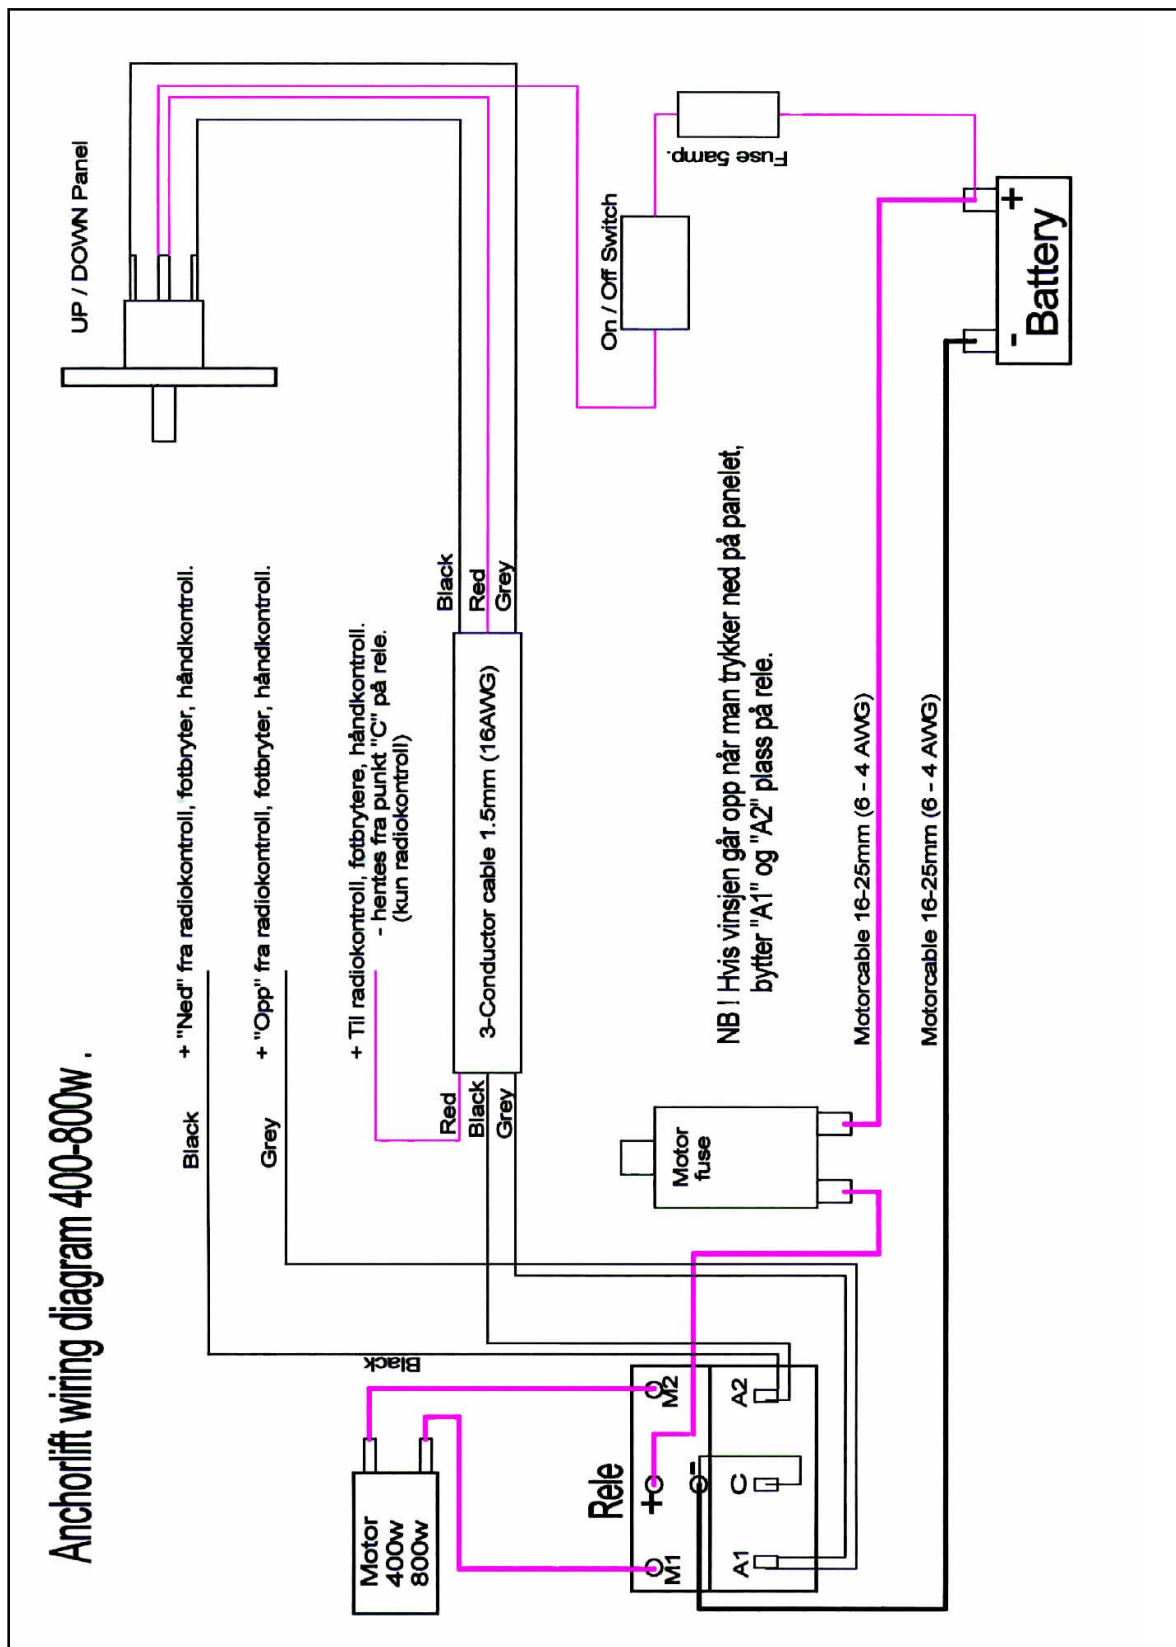 Anchorlift wiring diagram 400-800w .
UP / DOWN Panel
Black
+ "Ned" fra radiokontroll, fotbryter, håndkontroll.
Grey
+ "Opp" fra radiokontroll, fotbryter, håndkontroll.
+ Til radiokontroll, fotbrytere, håndkontroll.
- hentes fra punkt "C" på rele.
(kun radiokontroll)
Red
Black
Grey
3-Conductor cable 1.5mm (16AWG)
Black
Red
Grey
On / Off Switch
Fuse 5amp.
Motor
400w
800w
Black
Rele
M1
+
-
M2
A1
C
A2
Motor
fuse
NB ! Hvis vinsjen går opp når man trykker ned på panelet,
bytter "A1" og "A2" plass på rele.
Motorcable 16-25mm (6 - 4 AWG)
Motorcable 16-25mm (6 - 4 AWG)
- +
Battery